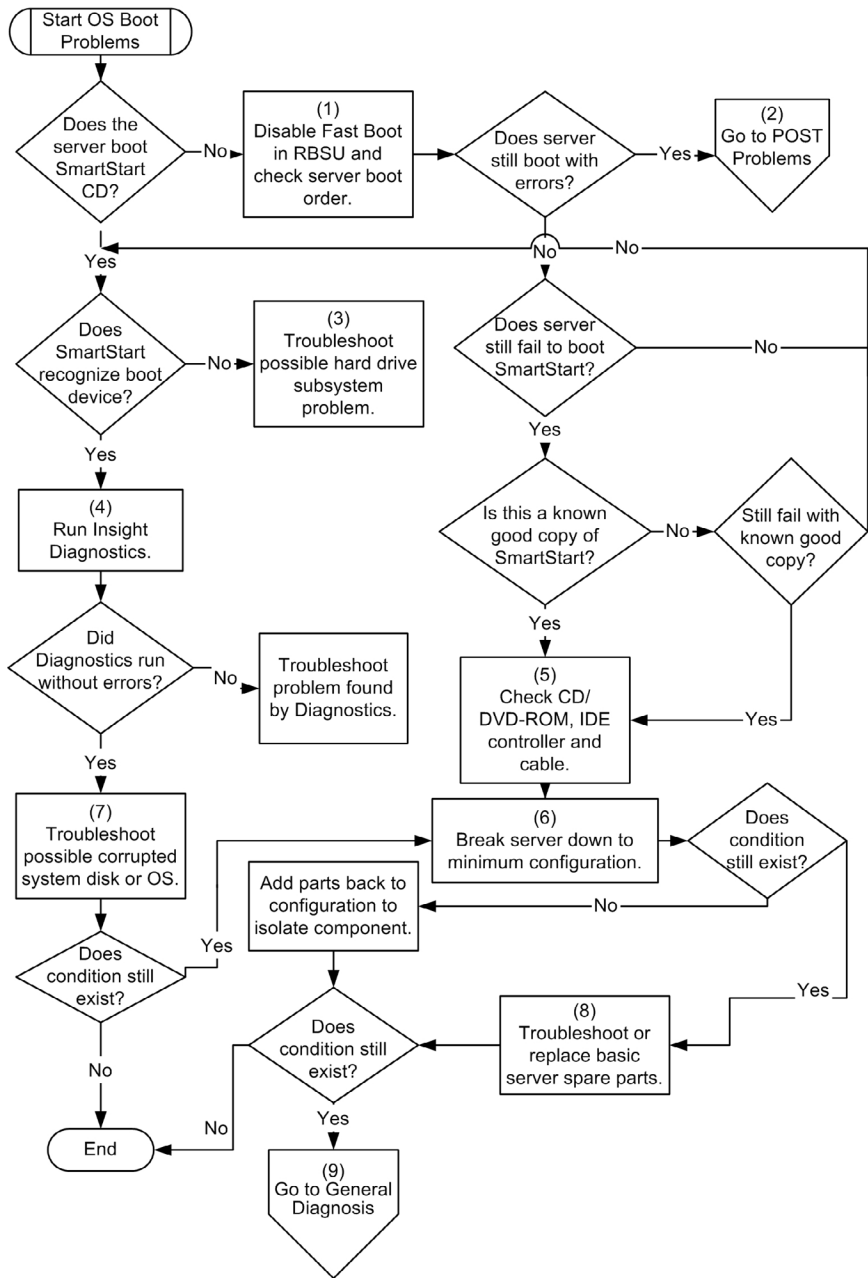 Start OS Boot
Problems
Does the
server boot
SmartStart
CD?
No
(1)
Disable Fast Boot
in RBSU and
check server boot
order.
Does server
still boot with
errors?
Yes
(2)
Go to POST
Problems
Yes
No
No
Does
SmartStart
recognize boot
device?
No
(3)
Troubleshoot
possible hard drive
subsystem
problem.
Does server
still fail to boot
SmartStart?
No
Yes
Yes
(4)
Run Insight
Diagnostics.
Is this a known
good copy of
SmartStart?
No
Still fail with
known good
copy?
Did
Diagnostics run
without errors?
No
Troubleshoot
problem found
by Diagnostics.
Yes
(5)
Check CD/
DVD-ROM, IDE
controller and
cable.
Yes
Yes
(7)
Troubleshoot
possible corrupted
system disk or OS.
(6)
Break server down to
minimum configuration.
Does
condition
still exist?
Add parts back to
configuration to
isolate component.
No
Yes
Does
condition still
exist?
Yes
(8)
Troubleshoot or
replace basic
server spare parts.
Does
condition still
exist?
No
No
Yes
End
(9)
Go to General
Diagnosis